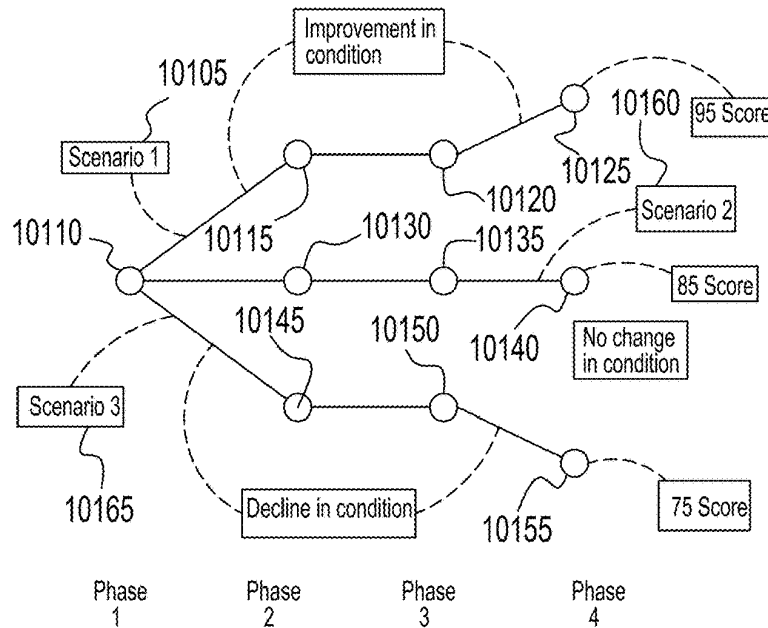 Improvement in
condition
10105
10160
95 Score
Scenario 1
10125
10120
Scenario 2
10110
10115
10130
10135
85 Score
10145
10150
10140
No change
in condition
Scenario 3
10165
Decline in condition
10155
75 Score
Phase
1
Phase
2
Phase
3
Phase
4